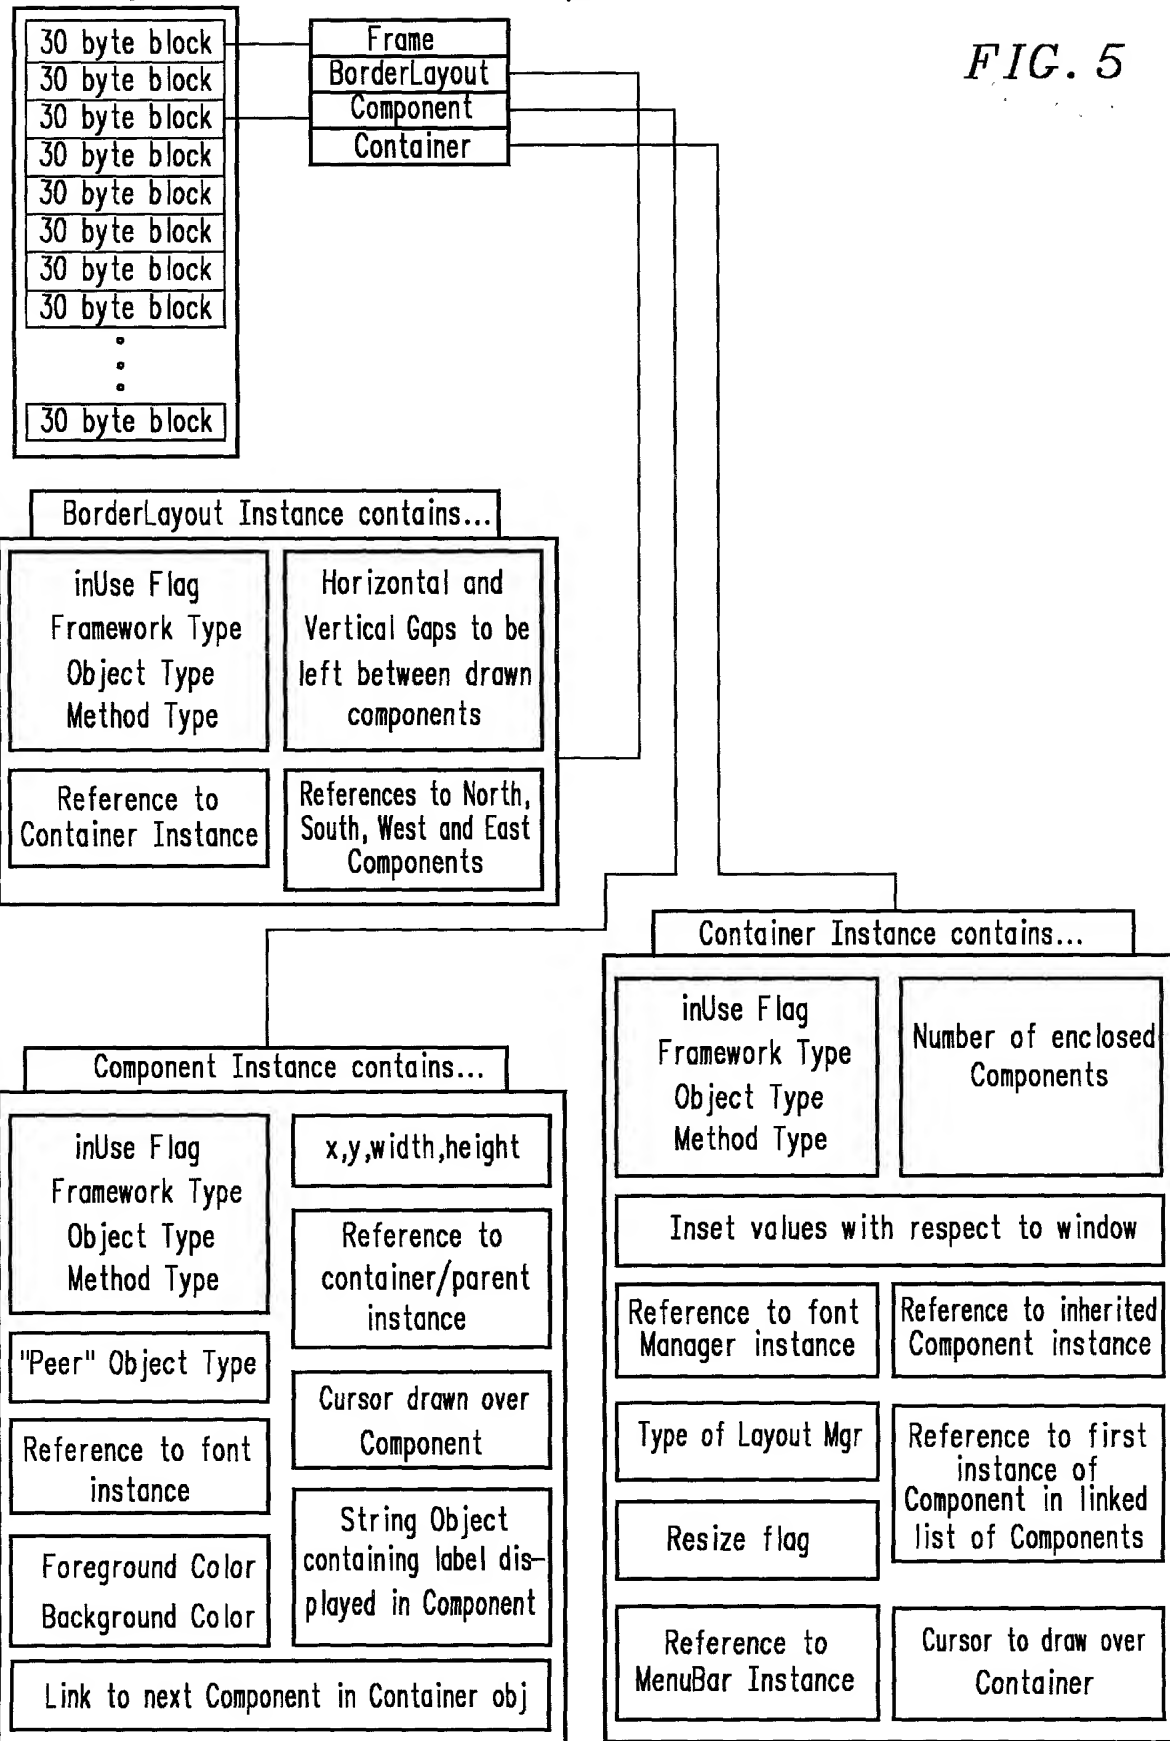 FIG. 5
30 byte block
30 byte block
30 byte block
30 byte block
30 byte block
30 byte block
30 byte block
30 byte block
30 byte block
Frame
BorderLayout
Component
Container
BorderLayout Instance contains...
inUse Flag
Framework Type
Object Type
Method Type
Horizontal and
Vertical Gaps to be
left between drawn
components
Reference to
Container Instance
References to North,
South, West and East
Components
Component Instance contains...
inUse Flag
Framework Type
Object Type
Method Type
"Peer" Object Type
Reference to font
instance
Foreground Color
Background Color
x,y,width,height
Reference to
container/parent
instance
Cursor drawn over
Component
String Object
containing label dis-
played in Component
Link to next Component in Container obj
Container Instance contains...
inUse Flag
Framework Type
Object Type
Method Type
Number of enclosed
Components
Inset values with respect to window
Reference to font
Manager instance
Reference to inherited
Component instance
Type of Layout Mgr
Resize flag
Reference to first
instance of
Component in linked
list of Components
Reference to
MenuBar Instance
Cursor to draw over
Container